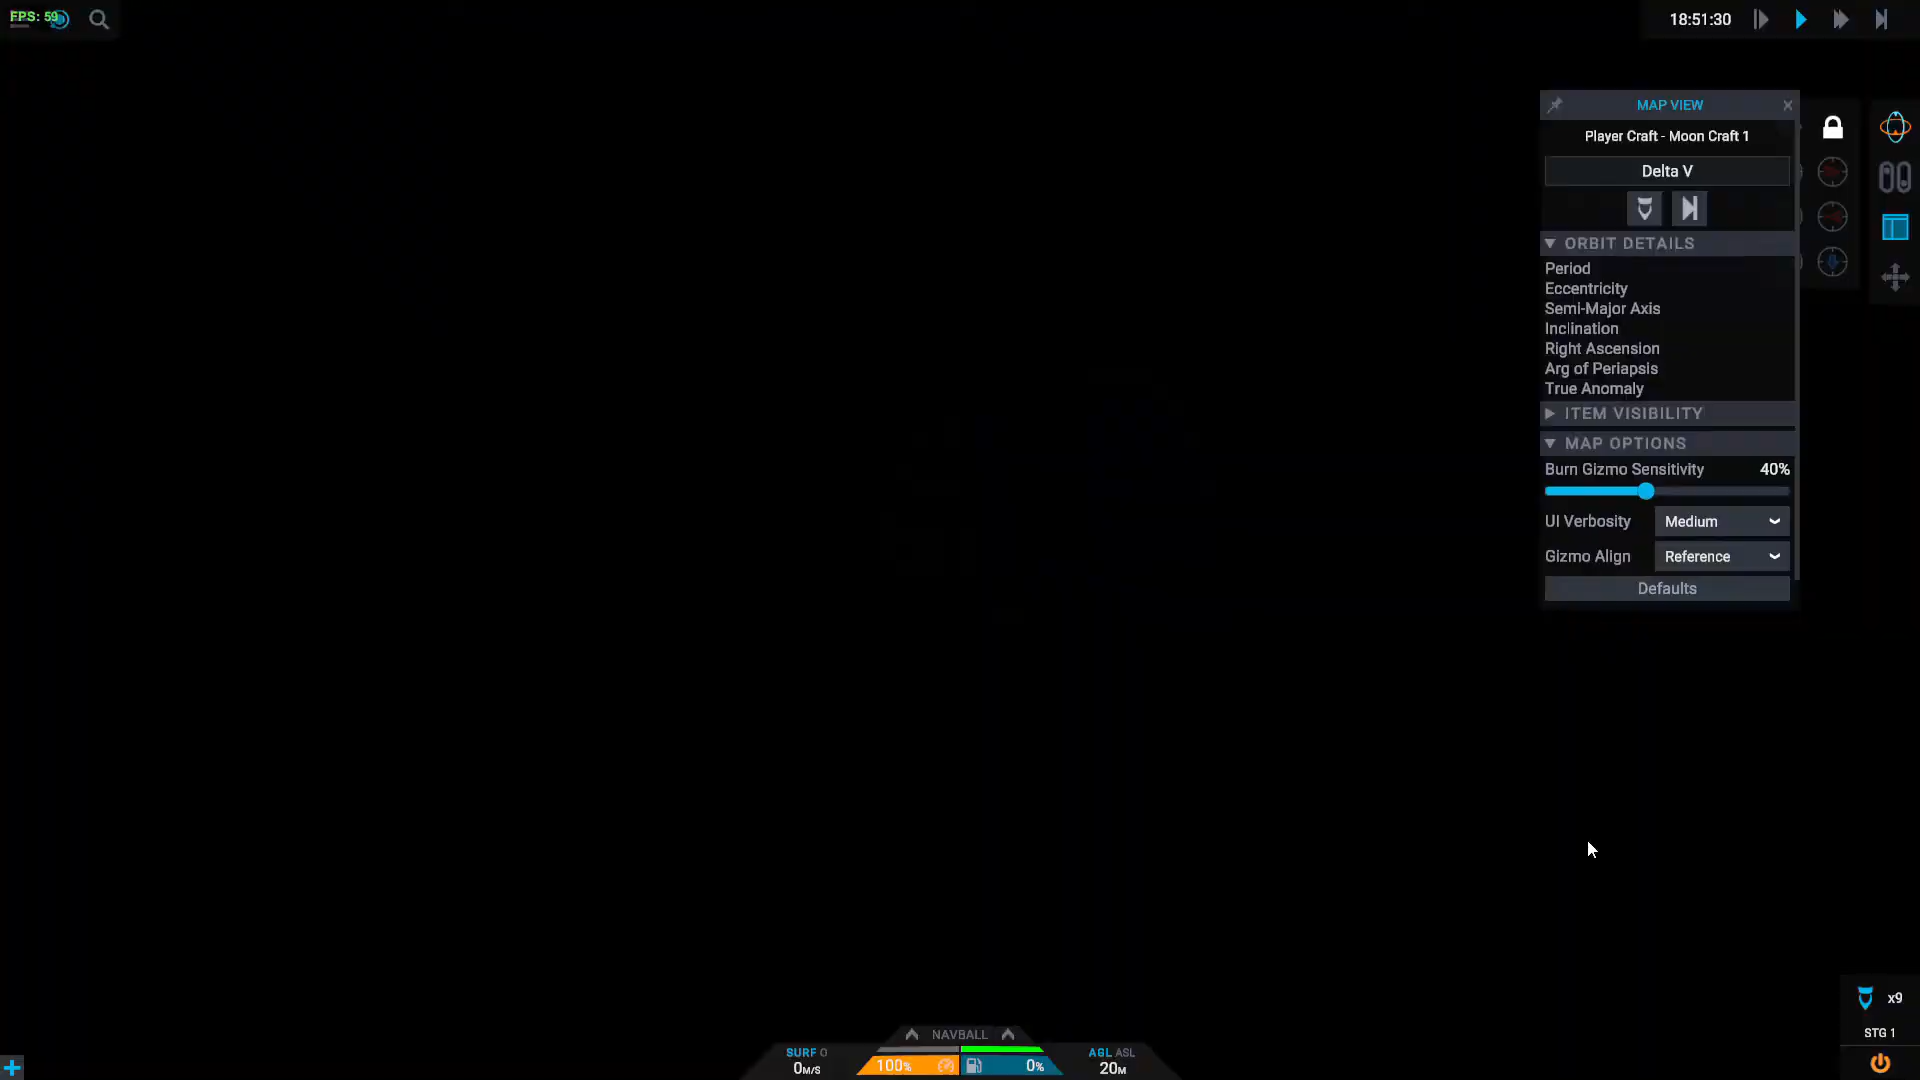 FPS: 59
18:51:30
MAP VIEW
Player Craft - Moon Craft 1
Delta V
ORBIT DETAILS
Period
Eccentricity
Semi-Major Axis
Inclination
Right Ascension
Arg of Periapsis
True Anomaly
ITEM VISIBILITY
MAP OPTIONS
Burn Gizmo Sensitivity 40%
UI Verbosity Medium
Gizmo Align Reference
Defaults
x9
STG 1
NAVBALL
SURF O
0M/S
100%
0%
AGL ASL
20M